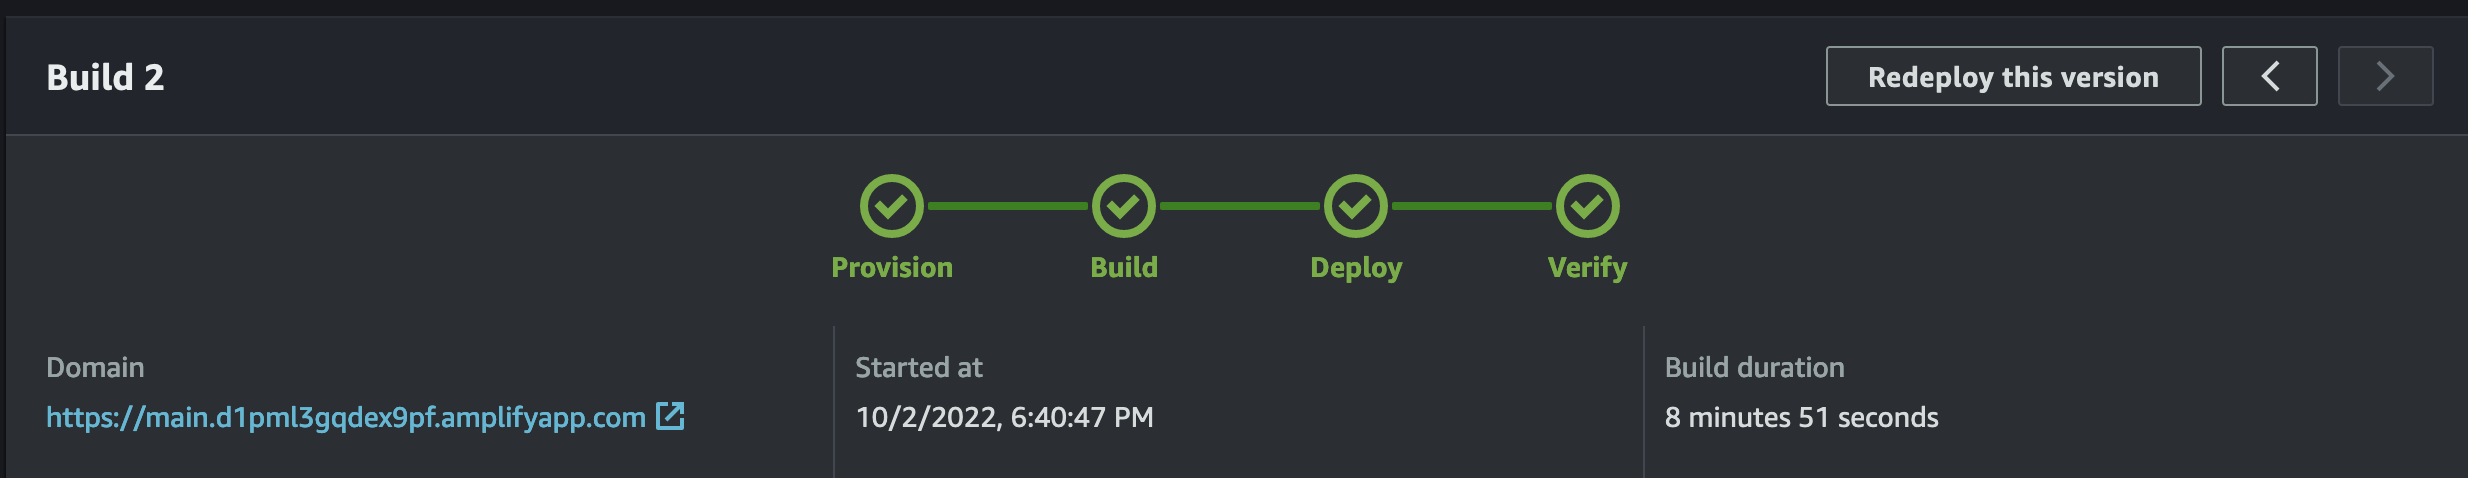 Build 2
Redeploy this version
Provision
Build
Deploy
Verify
Domain
https://main.d1pml3gqdex9pf.amplifyapp.com
Started at
10/2/2022, 6:40:47 PM
Build duration
8 minutes 51 seconds